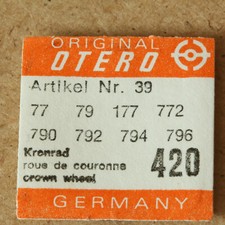 ORIGINAL
OTERO
Artikel Nr. 39
77 79 177 772
790 792 794 796
Kronrad
roue de couronne
crown wheel
420
GERMANY